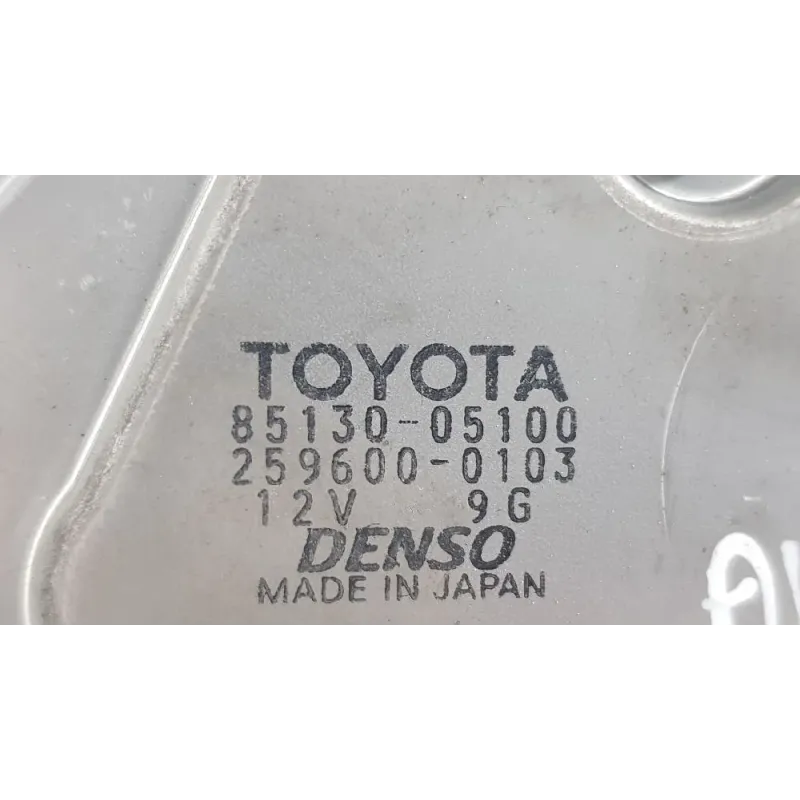 TOYOTA
85130-05100
259600-0103
12V 9G
DENSO
MADE IN JAPAN